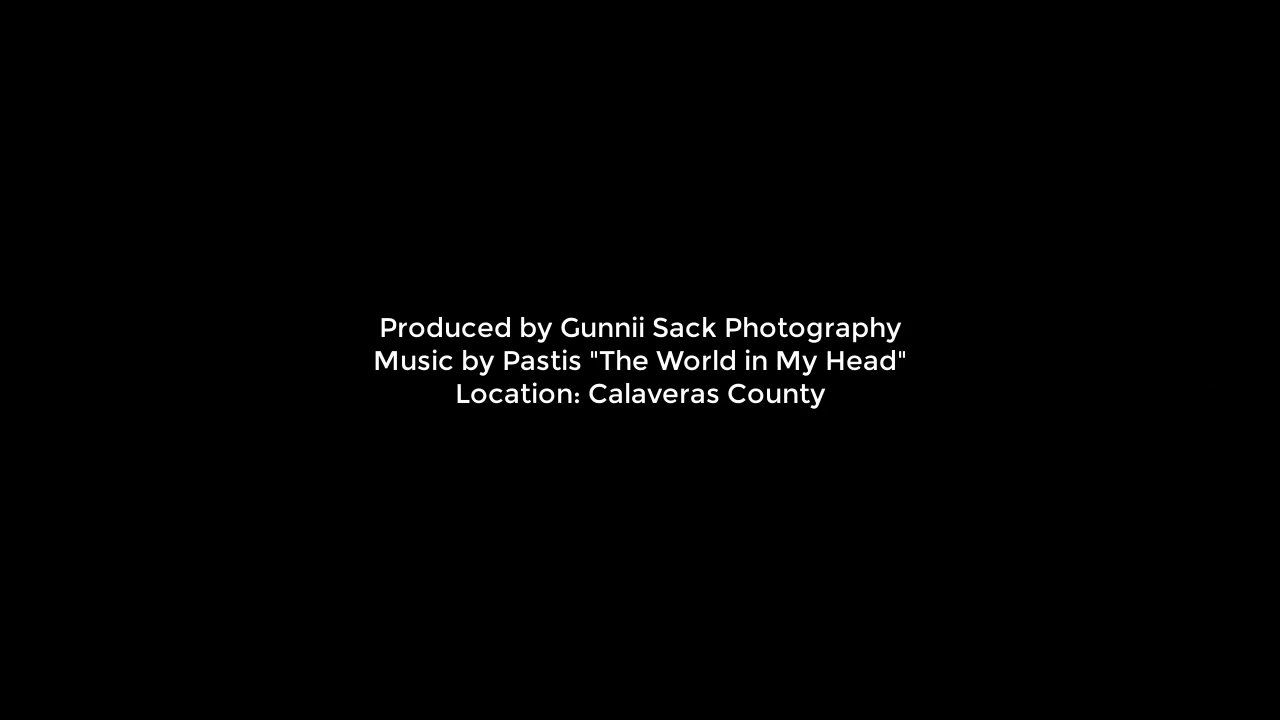 Produced by Gunnii Sack Photography
Music by Pastis "The World in My Head"
Location: Calaveras County